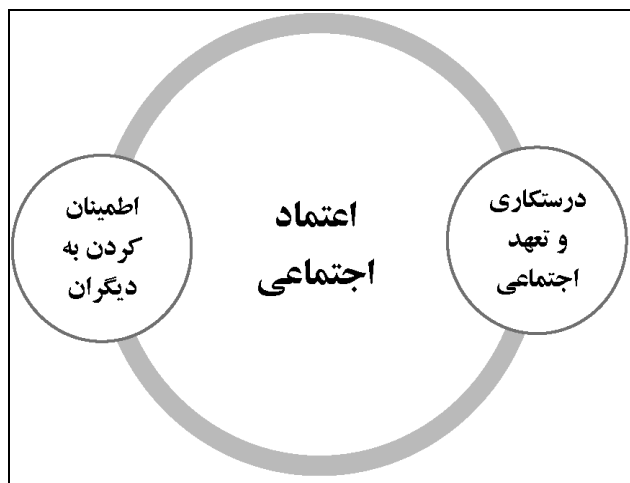 درستکاری
و تعهد
اجتماعی
اعتماد
اجتماعی
اطمینان
کردن به
دیگران